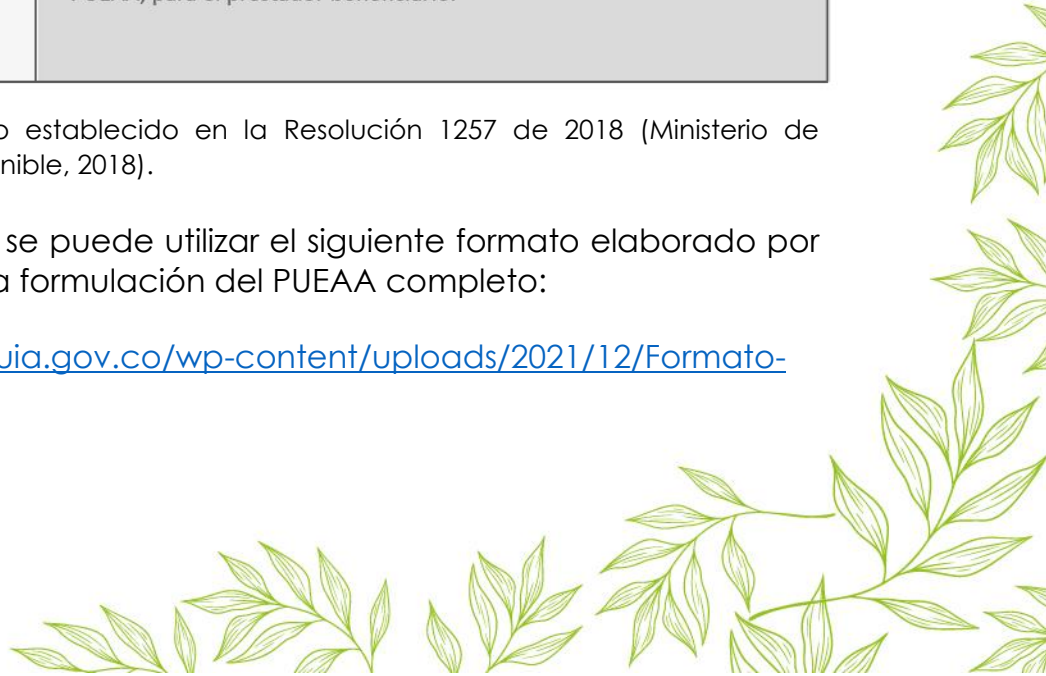 establecido en la Resolución 1257 de 2018 (Ministerio de
nible, 2018).
se puede utilizar el siguiente formato elaborado por
a formulación del PUEAA completo:
uia.gov.co/wp-content/uploads/2021/12/Formato-